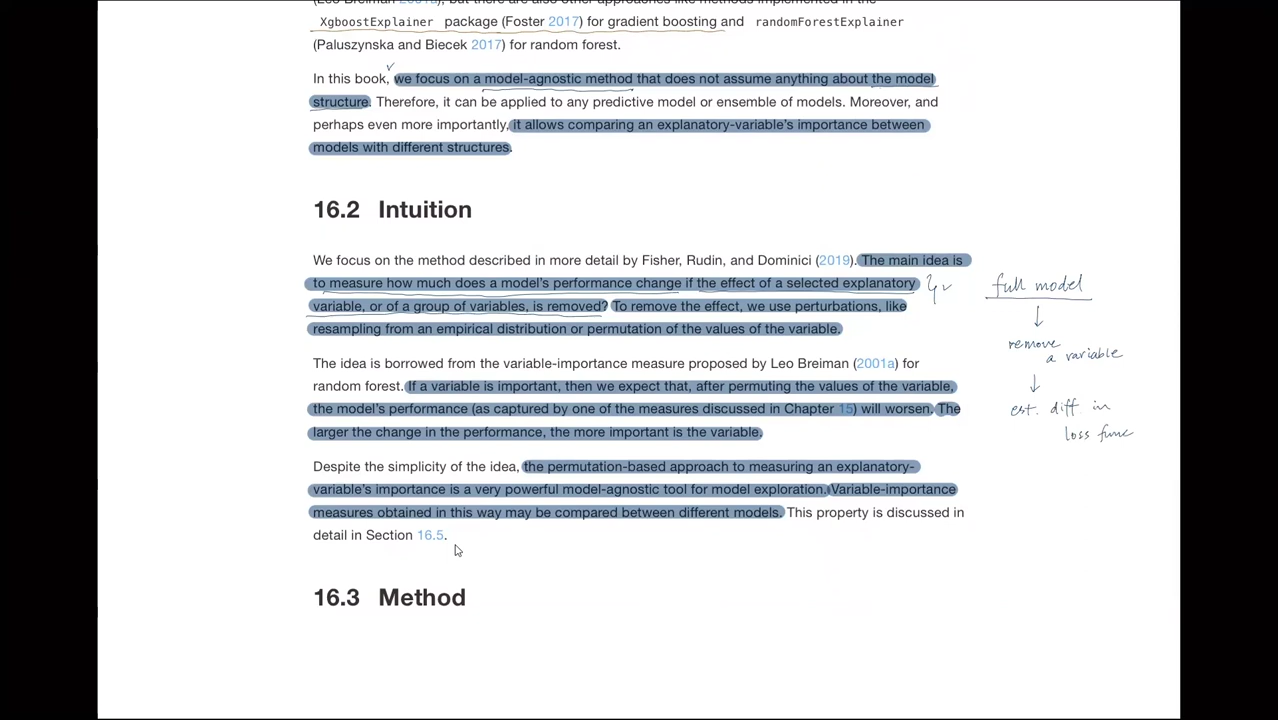 XgboostExplainer package (Foster 2017) for gradient boosting and randomForestExplainer
(Paluszynska and Biecek 2017) for random forest.
In this book, we focus on a model-agnostic method that does not assume anything about the model
structure. Therefore, it can be applied to any predictive model or ensemble of models. Moreover, and
perhaps even more importantly, it allows comparing an explanatory-variable's importance between
models with different structures.
16.2 Intuition
We focus on the method described in more detail by Fisher, Rudin, and Dominici (2019). The main idea is
to measure how much does a model's performance change if the effect of a selected explanatory
variable, or of a group of variables, is removed? To remove the effect, we use perturbations, like
resampling from an empirical distribution or permutation of the values of the variable.
full model
remove
a variable
est. diff. in
loss func
The idea is borrowed from the variable-importance measure proposed by Leo Breiman (2001a) for
random forest. If a variable is important, then we expect that, after permuting the values of the variable,
the model's performance (as captured by one of the measures discussed in Chapter 15) will worsen. The
larger the change in the performance, the more important is the variable.
Despite the simplicity of the idea, the permutation-based approach to measuring an explanatory-
variable's importance is a very powerful model-agnostic tool for model exploration. Variable-importance
measures obtained in this way may be compared between different models. This property is discussed in
detail in Section 16.5.
16.3 Method